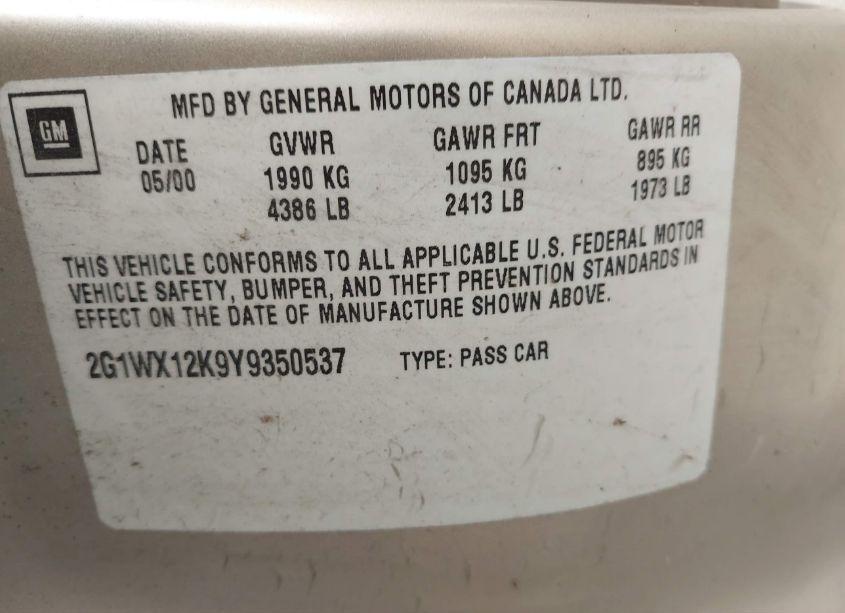 MFD BY GENERAL MOTORS OF CANADA LTD.
GM
DATE GVWR GAWR FRT GAWR RR
05/00 1990 KG 1095 KG 895 KG
4386 LB 2413 LB 1973 LB
THIS VEHICLE CONFORMS TO ALL APPLICABLE U.S. FEDERAL MOTOR
VEHICLE SAFETY, BUMPER, AND THEFT PREVENTION STANDARDS IN
EFFECT ON THE DATE OF MANUFACTURE SHOWN ABOVE.
2G1WX12K9Y9350537 TYPE: PASS CAR